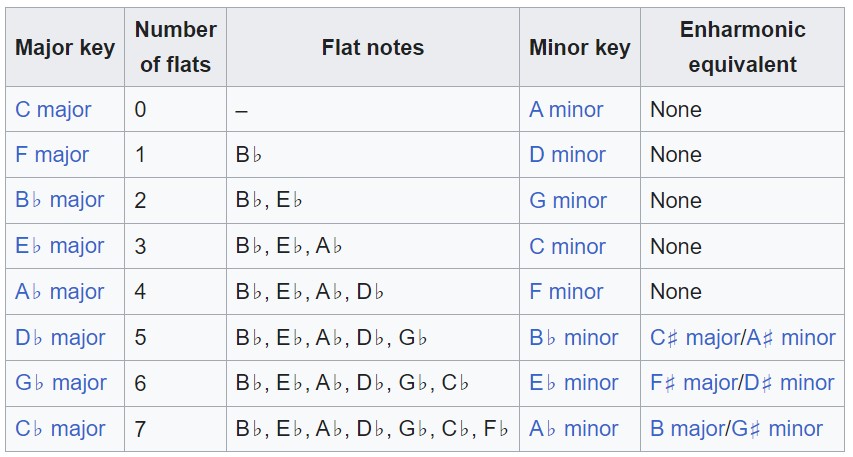 Major key Number of flats Flat notes Minor key Enharmonic equivalent
C major 0 – A minor None
F major 1 B♭ D minor None
B♭ major 2 B♭, E♭ G minor None
E♭ major 3 B♭, E♭, A♭ C minor None
A♭ major 4 B♭, E♭, A♭, D♭ F minor None
D♭ major 5 B♭, E♭, A♭, D♭, G♭ B♭ minor C♯ major/A♯ minor
G♭ major 6 B♭, E♭, A♭, D♭, G♭, C♭ E♭ minor F♯ major/D♯ minor
C♭ major 7 B♭, E♭, A♭, D♭, G♭, C♭, F♭ A♭ minor B major/G♯ minor